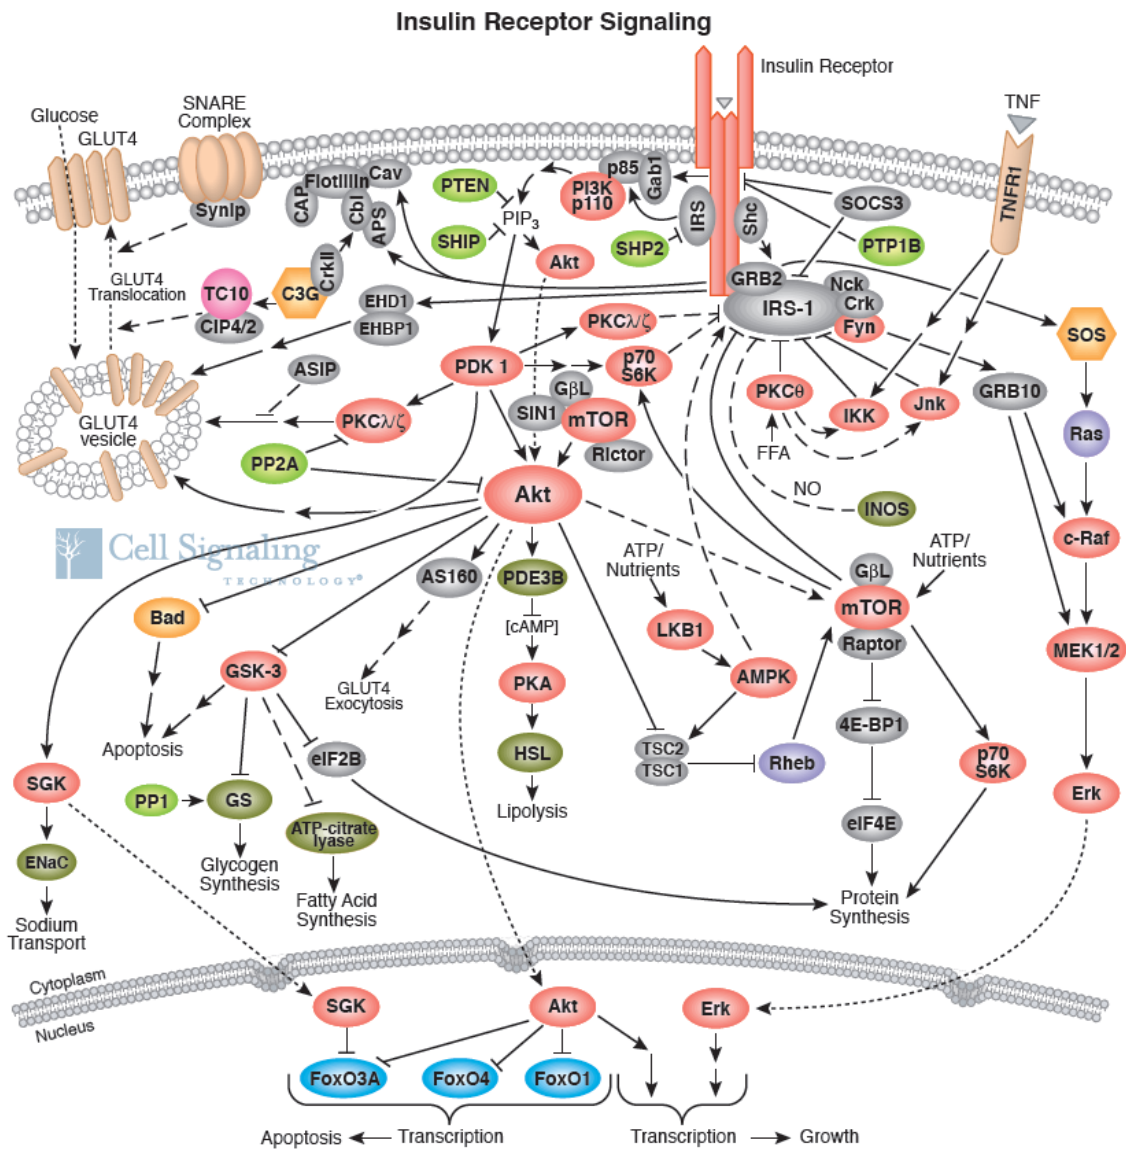 Insulin Receptor Signaling
Insulin Receptor
TNF
Glucose
GLUT4
SNARE
Complex
Synip
CAP
Flotillin
Cav
Cbl
APS
CrkII
PTEN
SHIP
PIP3
Akt
p85
Gab1
PI3K
p110
IRS
SHP2
Shc
SOCS3
PTP1B
TNFR1
GLUT4
Translocation
TC10
CIP4/2
C3G
EHD1
EHBP1
GRB2
IRS-1
Nck
Crk
Fyn
SOS
PKCλ/ζ
p70
S6K
PDK 1
ASIP
GLUT4
vesicle
PKCλ/ζ
PP2A
SIN1
GβL
mTOR
Rictor
PKCθ
FFA
IKK
Jnk
GRB10
Ras
Akt
NO
INOS
c-Raf
Cell Signaling
TECHNOLOGY®
AS160
PDE3B
[cAMP]
ATP/
Nutrients
ATP/
Nutrients
GβL
mTOR
Raptor
LKB1
AMPK
MEK1/2
Bad
GSK-3
GLUT4
Exocytosis
PKA
Apoptosis
HSL
Lipolysis
TSC2
TSC1
Rheb
4E-BP1
p70
S6K
Erk
SGK
PP1
GS
eIF2B
ATP-citrate
lyase
eIF4E
ENaC
Glycogen
Synthesis
Fatty Acid
Synthesis
Protein
Synthesis
Sodium
Transport
Cytoplasm
Nucleus
SGK
Akt
Erk
FoxO3A
FoxO4
FoxO1
Apoptosis
Transcription
Transcription
Growth